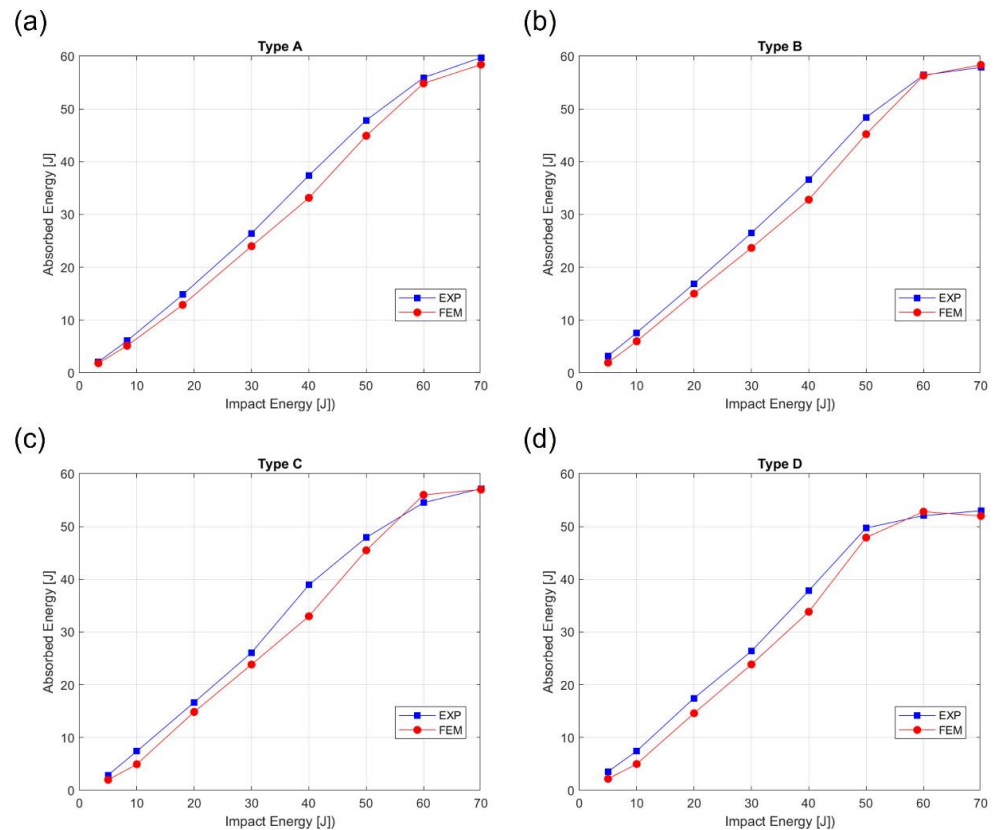 (a)
Type A
Absorbed Energy [J]
60
50
40
30
20
10
0
EXP
FEM
0 10 20 30 40 50 60 70
Impact Energy [J])
(b)
Type B
Absorbed Energy [J]
60
50
40
30
20
10
0
EXP
FEM
0 10 20 30 40 50 60 70
Impact Energy [J])
(c)
Type C
Absorbed Energy [J]
60
50
40
30
20
10
0
EXP
FEM
0 10 20 30 40 50 60 70
Impact Energy [J])
(d)
Type D
Absorbed Energy [J]
60
50
40
30
20
10
0
EXP
FEM
0 10 20 30 40 50 60 70
Impact Energy [J])